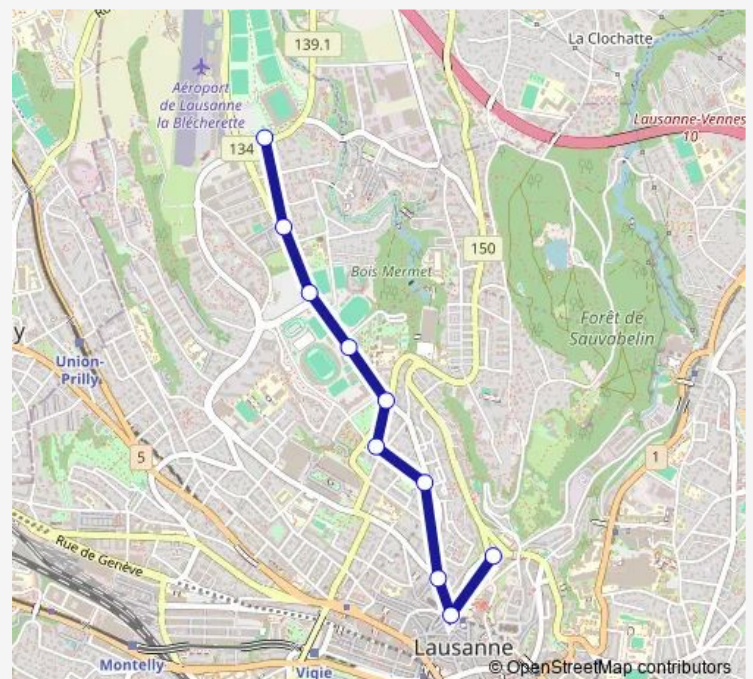 Ro
139.1
La Clochatte
Aéroport
de Lausanne
la Blécherette
Lausanne-Vennes
10
134
150
Bois Mermet
Forêt de
Sauvabelin
y
Union-
Prilly
5
1
Rue de Genève
Lausanne
Montelly
Vigie
© OpenStreetMap contributors